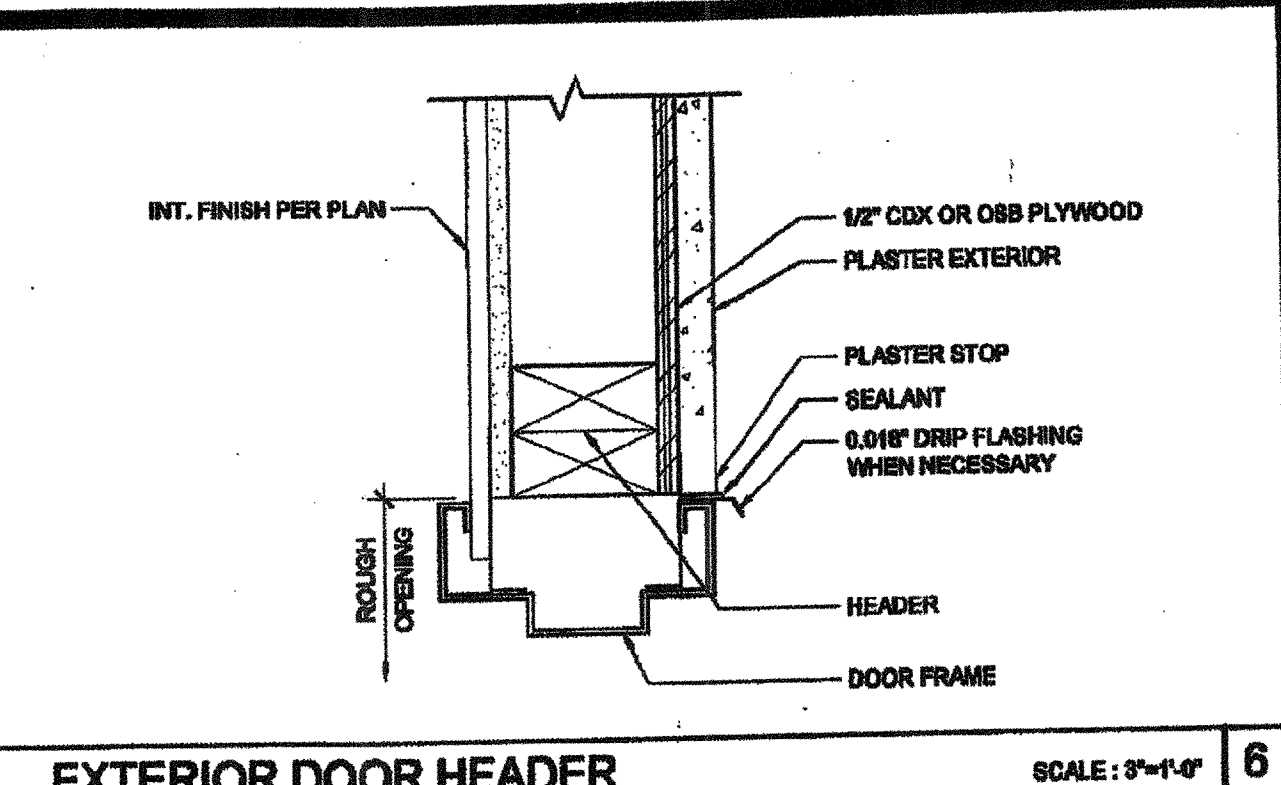 INT. FINISH PER PLAN
1/2" CDX OR OSB PLYWOOD
PLASTER EXTERIOR
PLASTER STOP
SEALANT
0.018" DRIP FLASHING
WHEN NECESSARY
ROUGH
OPENING
HEADER
DOOR FRAME
EXTERIOR DOOR HEADER
SCALE : 3"=1'-0"
6